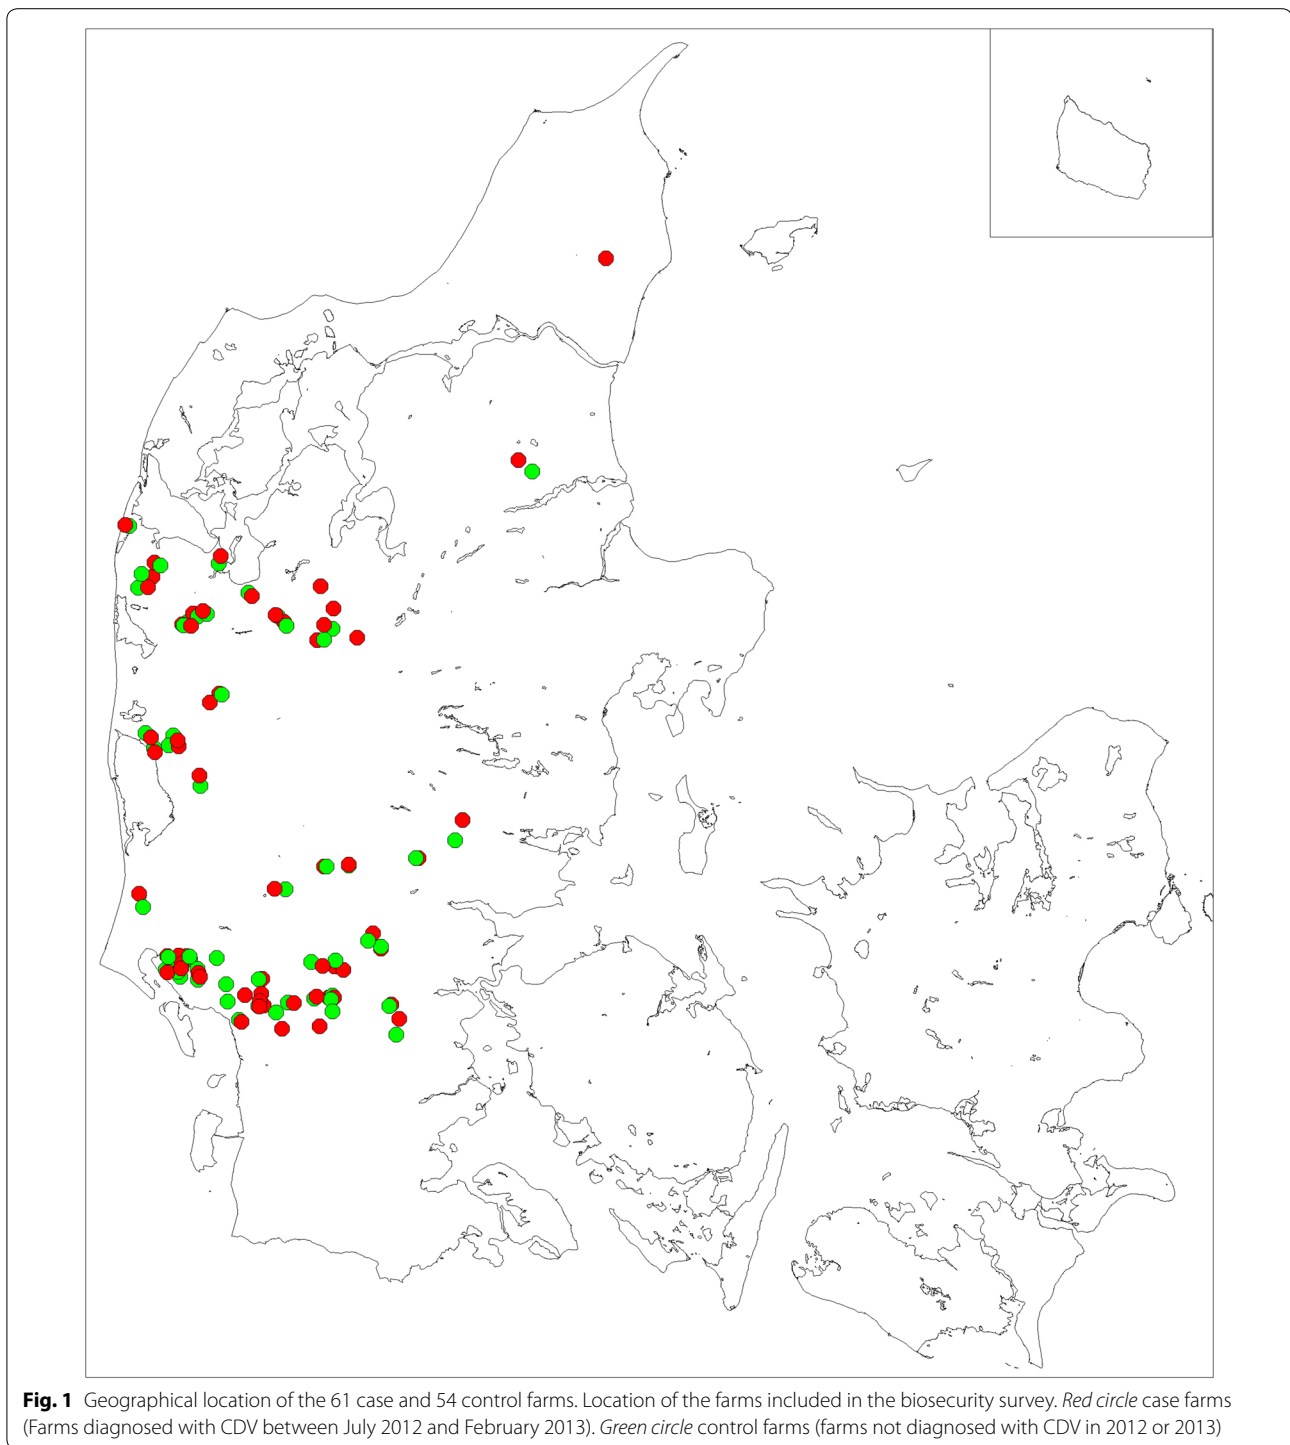 Fig. 1 Geographical location of the 61 case and 54 control farms. Location of the farms included in the biosecurity survey. Red circle case farms
(Farms diagnosed with CDV between July 2012 and February 2013). Green circle control farms (farms not diagnosed with CDV in 2012 or 2013)